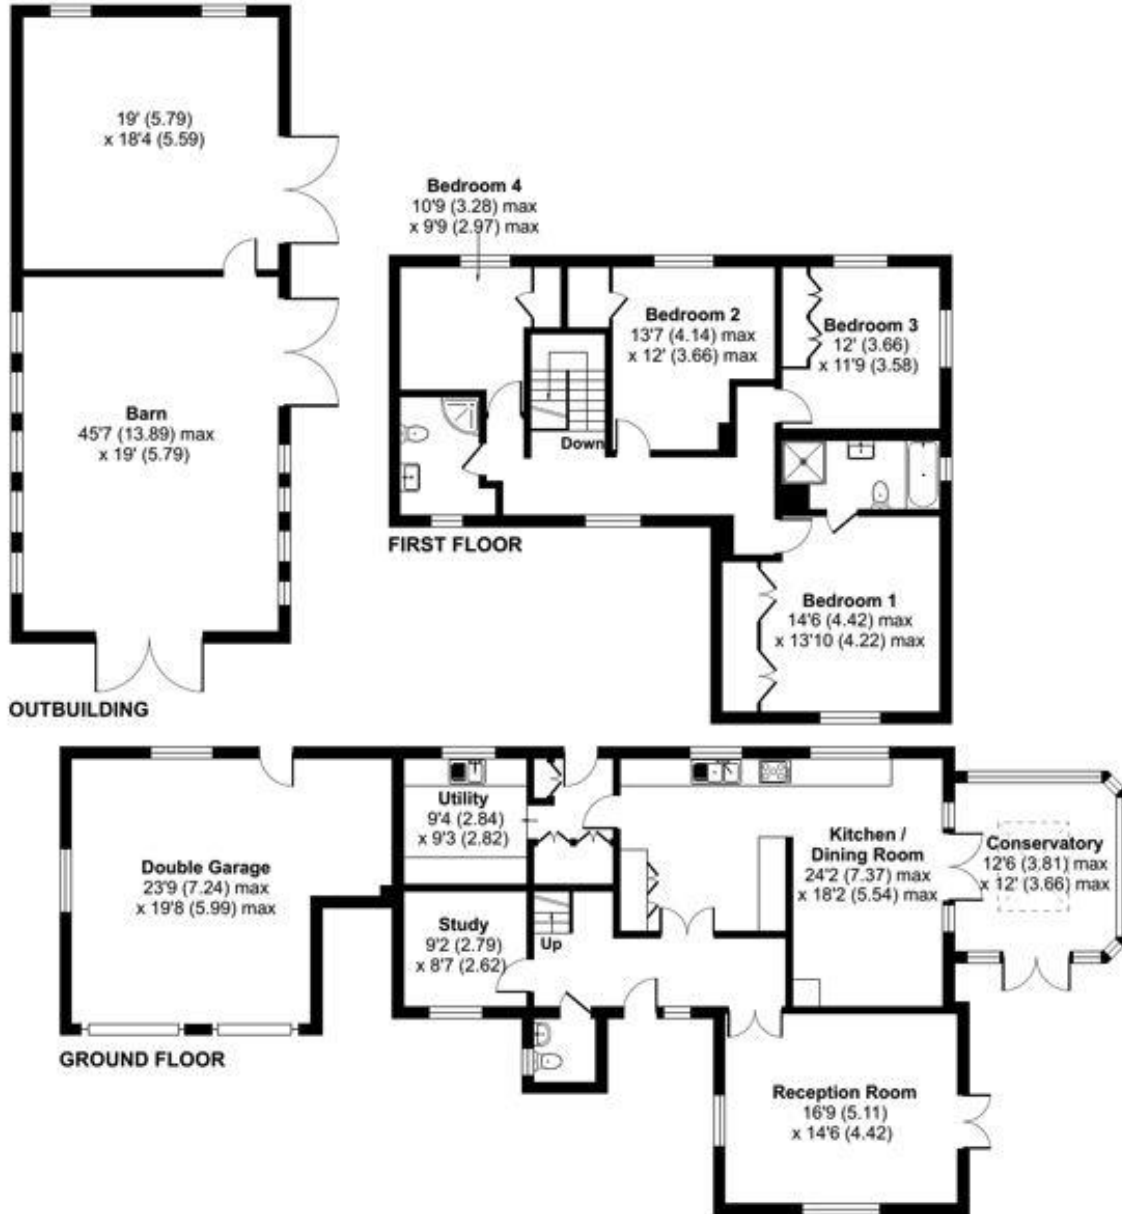 19' (5.79)
x 18'4 (5.59)
Barn
45'7 (13.89) max
x 19' (5.79)
OUTBUILDING
Bedroom 4
10'9 (3.28) max
x 9'9 (2.97) max
Bedroom 2
13'7 (4.14) max
x 12' (3.66) max
Bedroom 3
12' (3.66)
x 11'9 (3.58)
Down
FIRST FLOOR
Bedroom 1
14'6 (4.42) max
x 13'10 (4.22) max
Double Garage
23'9 (7.24) max
x 19'8 (5.99) max
Utility
9'4 (2.84)
x 9'3 (2.82)
Kitchen /
Dining Room
24'2 (7.37) max
x 18'2 (5.54) max
Conservatory
12'6 (3.81) max
x 12' (3.66) max
Study
9'2 (2.79)
x 8'7 (2.62)
Up
GROUND FLOOR
Reception Room
16'9 (5.11)
x 14'6 (4.42)